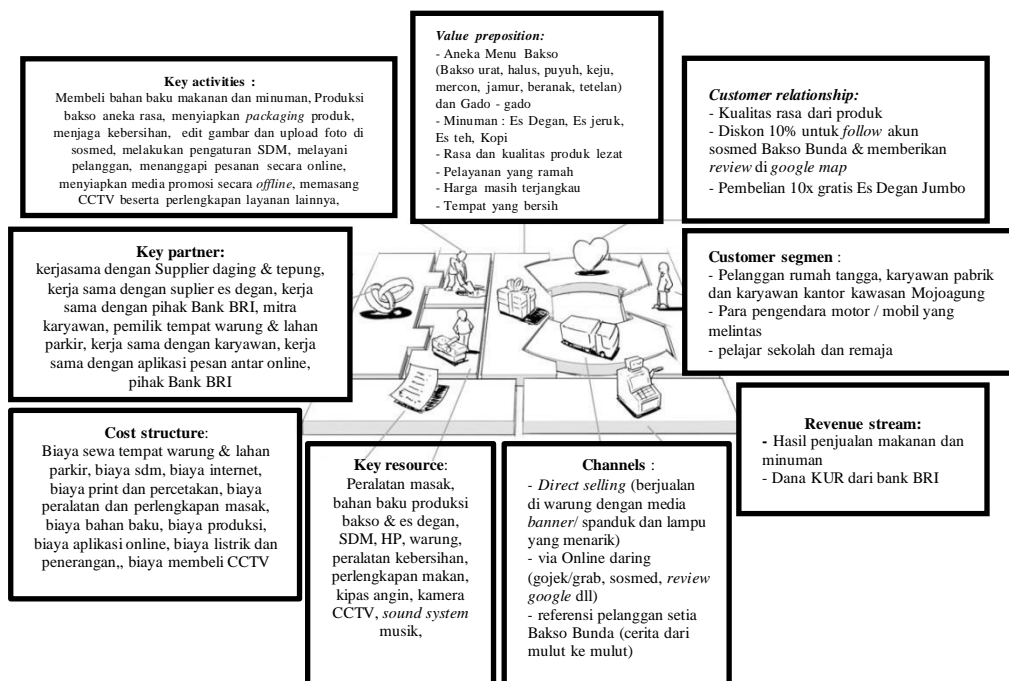 Key activities :
Membeli bahan baku makanan dan minuman, Produksi
bakso aneka rasa, menyiapkan packaging produk,
menjaga kebersihan, edit gambar dan upload foto di
sosmed, melakukan pengaturan SDM, melayani
pelanggan, menanggapi pesanan secara online,
menyiapkan media promosi secara offline, memasang
CCTV beserta perlengkapan layanan lainnya,
Value preposition:
- Aneka Menu Bakso
(Bakso urat, halus, puyuh, keju,
mercon, jamur, beranak, tetelan)
dan Gado - gado
- Minuman : Es Degan, Es jeruk,
Es teh, Kopi
- Rasa dan kualitas produk lezat
- Pelayanan yang ramah
- Harga masih terjangkau
- Tempat yang bersih
Customer relationship:
- Kualitas rasa dari produk
- Diskon 10% untuk follow akun
sosmed Bakso Bunda & memberikan
review di google map
- Pembelian 10x gratis Es Degan Jumbo
Key partner:
kerjasama dengan Supplier daging & tepung,
kerja sama dengan suplier es degan, kerja
sama dengan pihak Bank BRI, mitra
karyawan, pemilik tempat warung & lahan
parkir, kerja sama dengan karyawan, kerja
sama dengan aplikasi pesan antar online,
pihak Bank BRI
Customer segmen :
- Pelanggan rumah tangga, karyawan pabrik
dan karyawan kantor kawasan Mojoagung
- Para pengendara motor / mobil yang
melintas
- pelajar sekolah dan remaja
Cost structure:
Biaya sewa tempat warung & lahan
parkir, biaya sdm, biaya internet,
biaya print dan percetakan, biaya
peralatan dan perlengkapan masak,
biaya bahan baku, biaya produksi,
biaya aplikasi online, biaya listrik dan
penerangan,, biaya membeli CCTV
Key resource:
Peralatan masak,
bahan baku produksi
bakso & es degan,
SDM, HP, warung,
peralatan kebersihan,
perlengkapan makan,
kipas angin, kamera
CCTV, sound system
musik,
Channels :
- Direct selling (berjualan
di warung dengan media
banner/ spanduk dan lampu
yang menarik)
- via Online daring
(gojek/grab, sosmed, review
google dll)
- referensi pelanggan setia
Bakso Bunda (cerita dari
mulut ke mulut)
Revenue stream:
- Hasil penjualan makanan dan
minuman
- Dana KUR dari bank BRI